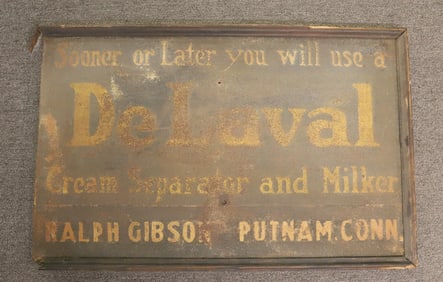 Sooner or Later you will use a
De Laval
Cream Separator and Milker
RALPH GIBSON PUTNAM. CONN.